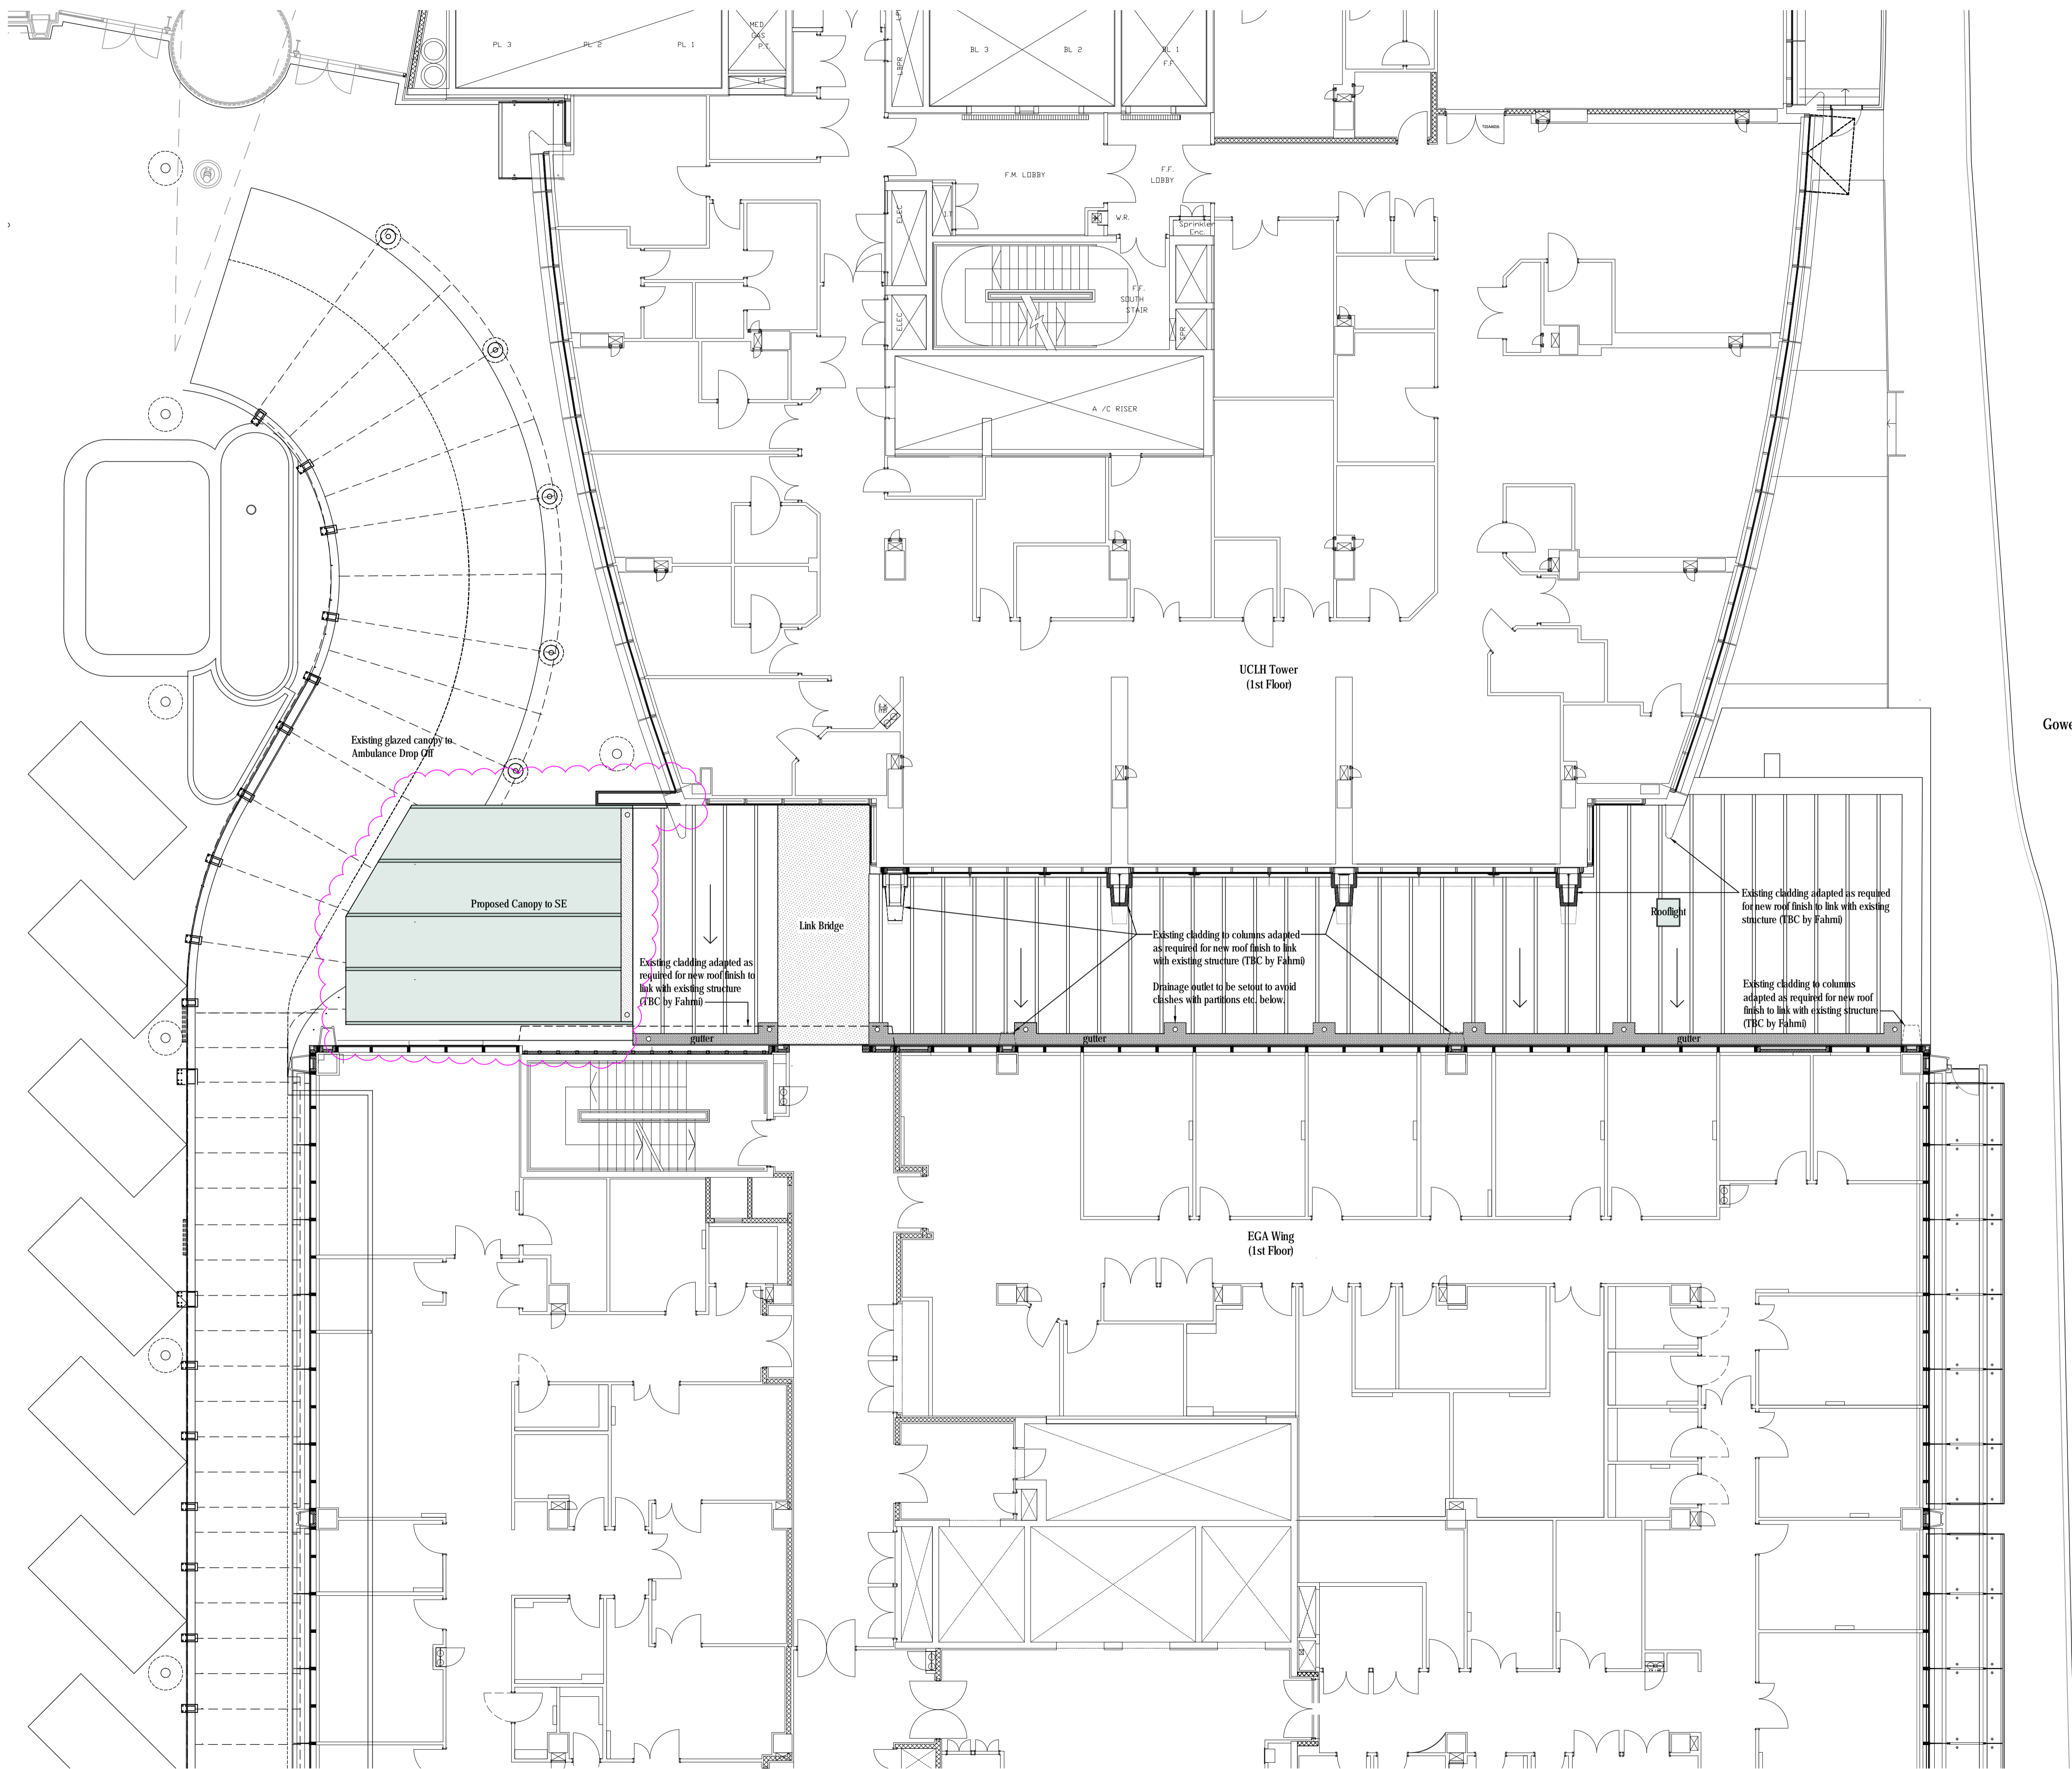 MED
GAS
P.T.
PL 3
PL 2
PL 1
I.T
LBPR
BL 3
BL 2
BL 1
F.F
F.M. LOBBY
F.F.
LOBBY
ELEC
I.T
W.R.
Sprinkler
Enc.
F.F.
SOUTH
STAIR
ELEC
SPR
A /C RISER
UCLH Tower
(1st Floor)
Gowe
Existing glazed canopy to
Ambulance Drop Off
Proposed Canopy to SE
Link Bridge
Existing cladding adapted as
required for new roof finish to
link with existing structure
(TBC by Fahmi)
Existing cladding to columns adapted
as required for new roof finish to link
with existing structure (TBC by Fahmi)
Drainage outlet to be setout to avoid
clashes with partitions etc. below.
Rooflight
Existing cladding adapted as required
for new roof finish to link with existing
structure (TBC by Fahmi)
Existing cladding to columns
adapted as required for new roof
finish to link with existing structure
(TBC by Fahmi)
gutter
gutter
gutter
EGA Wing
(1st Floor)